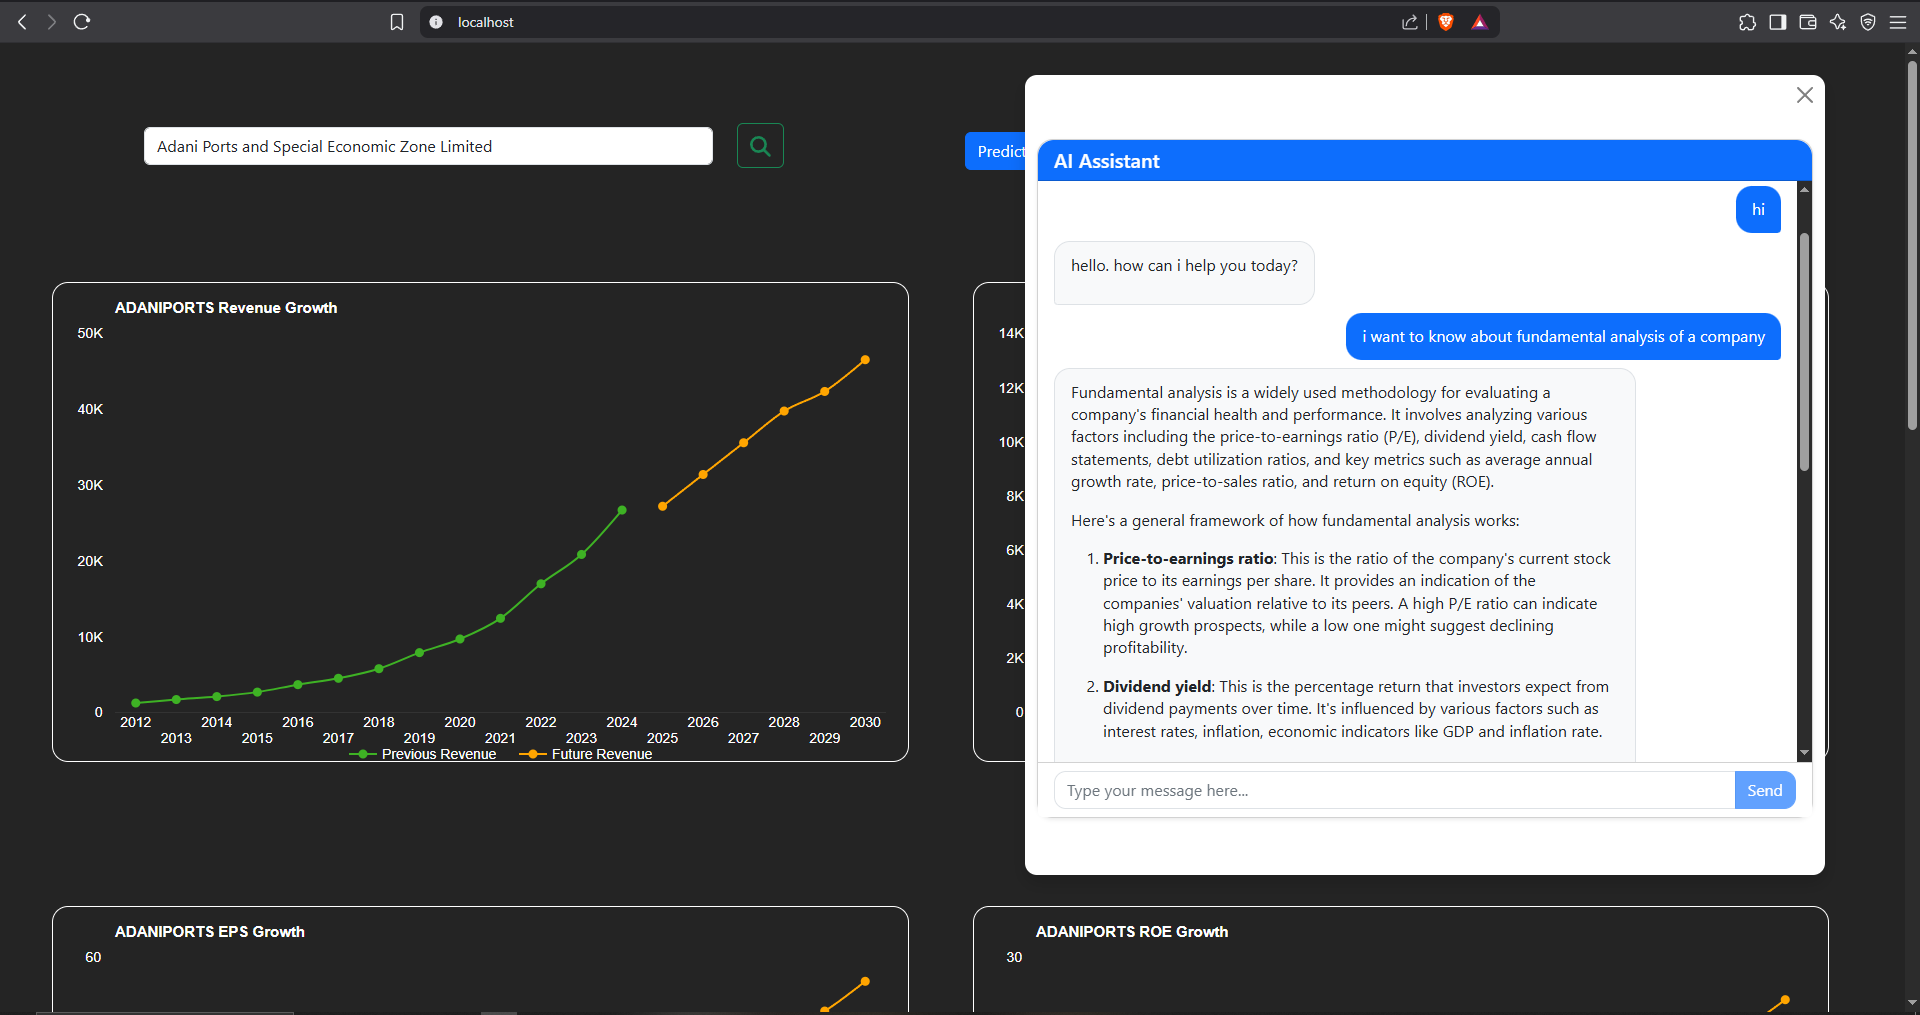 localhost
Adani Ports and Special Economic Zone Limited
Predict
ADANIPORTS Revenue Growth
50K
40K
30K
20K
10K
0
2012 2014 2016 2018 2020 2022 2024 2026 2028 2030
2013 2015 2017 2019 2021 2023 2025 2027 2029
Previous Revenue Future Revenue
14K
12K
10K
8K
6K
4K
2K
0
AI Assistant
hi
hello. how can i help you today?
i want to know about fundamental analysis of a company
Fundamental analysis is a widely used methodology for evaluating a
company's financial health and performance. It involves analyzing various
factors including the price-to-earnings ratio (P/E), dividend yield, cash flow
statements, debt utilization ratios, and key metrics such as average annual
growth rate, price-to-sales ratio, and return on equity (ROE).
Here's a general framework of how fundamental analysis works:
1. Price-to-earnings ratio: This is the ratio of the company's current stock
price to its earnings per share. It provides an indication of the
companies' valuation relative to its peers. A high P/E ratio can indicate
high growth prospects, while a low one might suggest declining
profitability.
2. Dividend yield: This is the percentage return that investors expect from
dividend payments over time. It's influenced by various factors such as
interest rates, inflation, economic indicators like GDP and inflation rate.
Type your message here...
Send
ADANIPORTS EPS Growth
60
ADANIPORTS ROE Growth
30